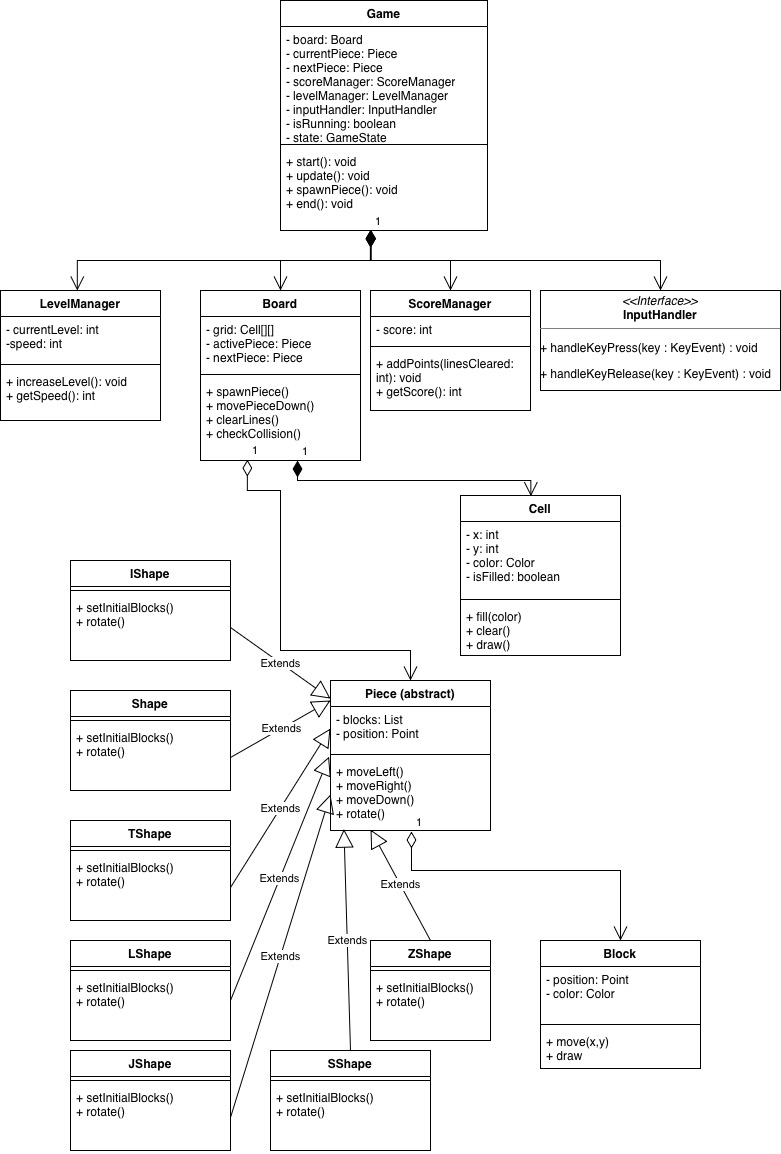 Game
- board: Board
- currentPiece: Piece
- nextPiece: Piece
- scoreManager: ScoreManager
- levelManager: LevelManager
- inputHandler: InputHandler
- isRunning: boolean
- state: GameState
+ start(): void
+ update(): void
+ spawnPiece(): void
+ end(): void
1
LevelManager
- currentLevel: int
-speed: int
+ increaseLevel(): void
+ getSpeed(): int
Board
- grid: Cell[][]
- activePiece: Piece
- nextPiece: Piece
+ spawnPiece()
+ movePieceDown()
+ clearLines()
+ checkCollision()
1
1
ScoreManager
- score: int
+ addPoints(linesCleared:
int): void
+ getScore(): int
<<Interface>>
InputHandler
+ handleKeyPress(key : KeyEvent) : void
+ handleKeyRelease(key : KeyEvent) : void
Cell
- x: int
- y: int
- color: Color
- isFilled: boolean
+ fill(color)
+ clear()
+ draw()
IShape
+ setInitialBlocks()
+ rotate()
Extends
Shape
+ setInitialBlocks()
+ rotate()
Extends
Piece (abstract)
- blocks: List
- position: Point
+ moveLeft()
+ moveRight()
+ moveDown()
+ rotate()
1
TShape
+ setInitialBlocks()
+ rotate()
Extends
LShape
+ setInitialBlocks()
+ rotate()
Extends
JShape
+ setInitialBlocks()
+ rotate()
Extends
SShape
+ setInitialBlocks()
+ rotate()
Extends
ZShape
+ setInitialBlocks()
+ rotate()
Extends
Block
- position: Point
- color: Color
+ move(x,y)
+ draw